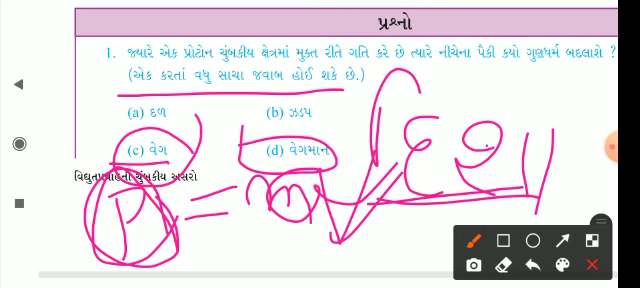 પ્રશ્નો
1. જ્યારે એક પ્રોટોન ચુંબકીય ક્ષેત્રમાં મુક્ત રીતે ગતિ કરે છે ત્યારે નીચેના પૈકી કયો ગુણધર્મ બદલાશે ?
(એક કરતાં વધુ સાચા જવાબ હોઈ શકે છે.)
(a) દળ (b) ઝડપ
(c) વેગ (d) વેગમાન
વિદ્યુતપ્રવાહની ચુંબકીય અસરો
P = m